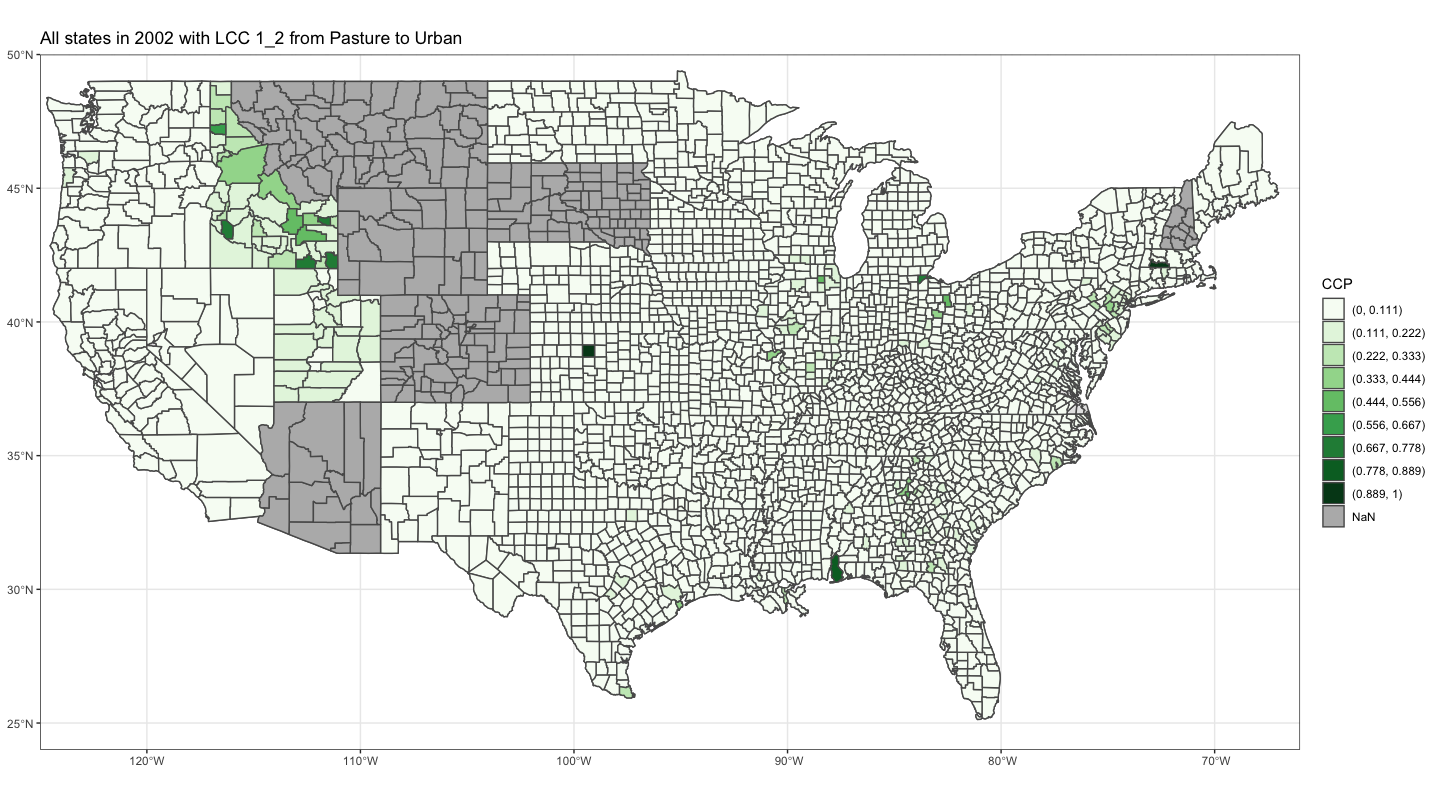 All states in 2002 with LCC 1_2 from Pasture to Urban
50°N
45°N
40°N
35°N
30°N
25°N
120°W
110°W
100°W
90°W
80°W
70°W
CCP
(0, 0.111)
(0.111, 0.222)
(0.222, 0.333)
(0.333, 0.444)
(0.444, 0.556)
(0.556, 0.667)
(0.667, 0.778)
(0.778, 0.889)
(0.889, 1)
NaN